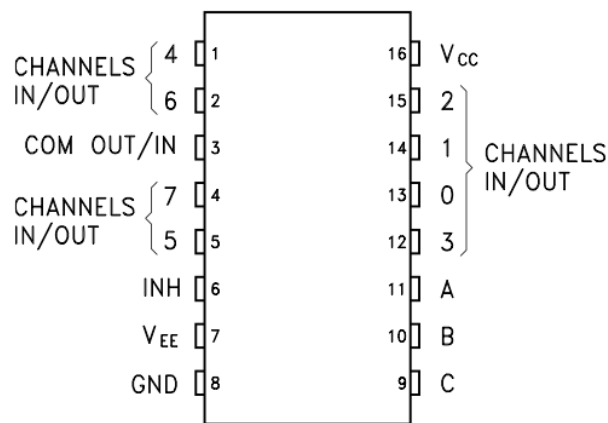 4 1 16 VCC
CHANNELS
IN/OUT
6 2 15 2
COM OUT/IN 3 14 1
CHANNELS
IN/OUT
CHANNELS
IN/OUT
7 4 13 0
5 5 12 3
INH 6 11 A
VEE 7 10 B
GND 8 9 C